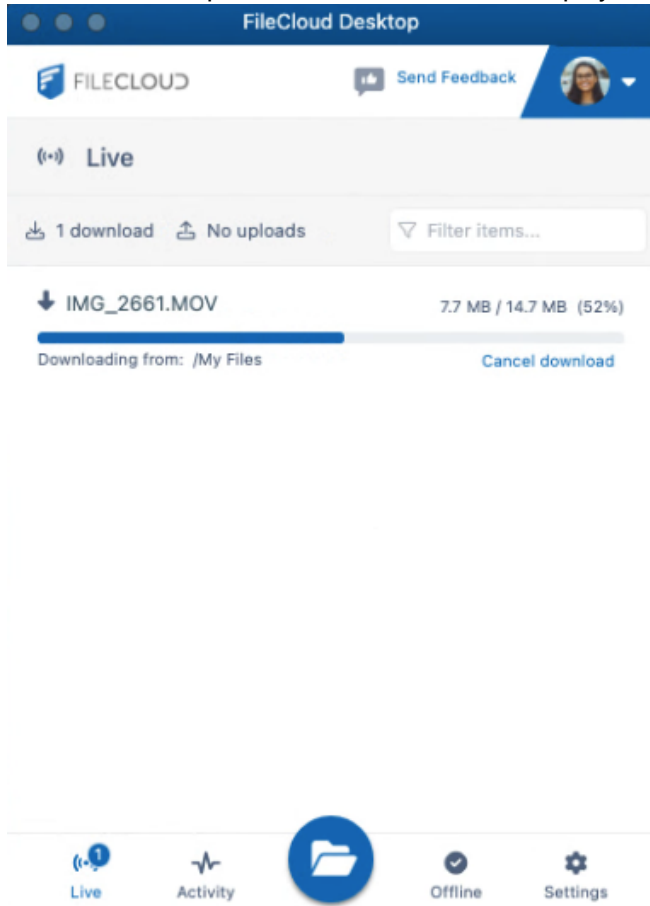 FileCloud Desktop
FILECLOUD
Send Feedback
Live
1 download No uploads Filter items...
IMG_2661.MOV 7.7 MB / 14.7 MB (52%)
Downloading from: /My Files Cancel download
1
Live Activity Offline Settings